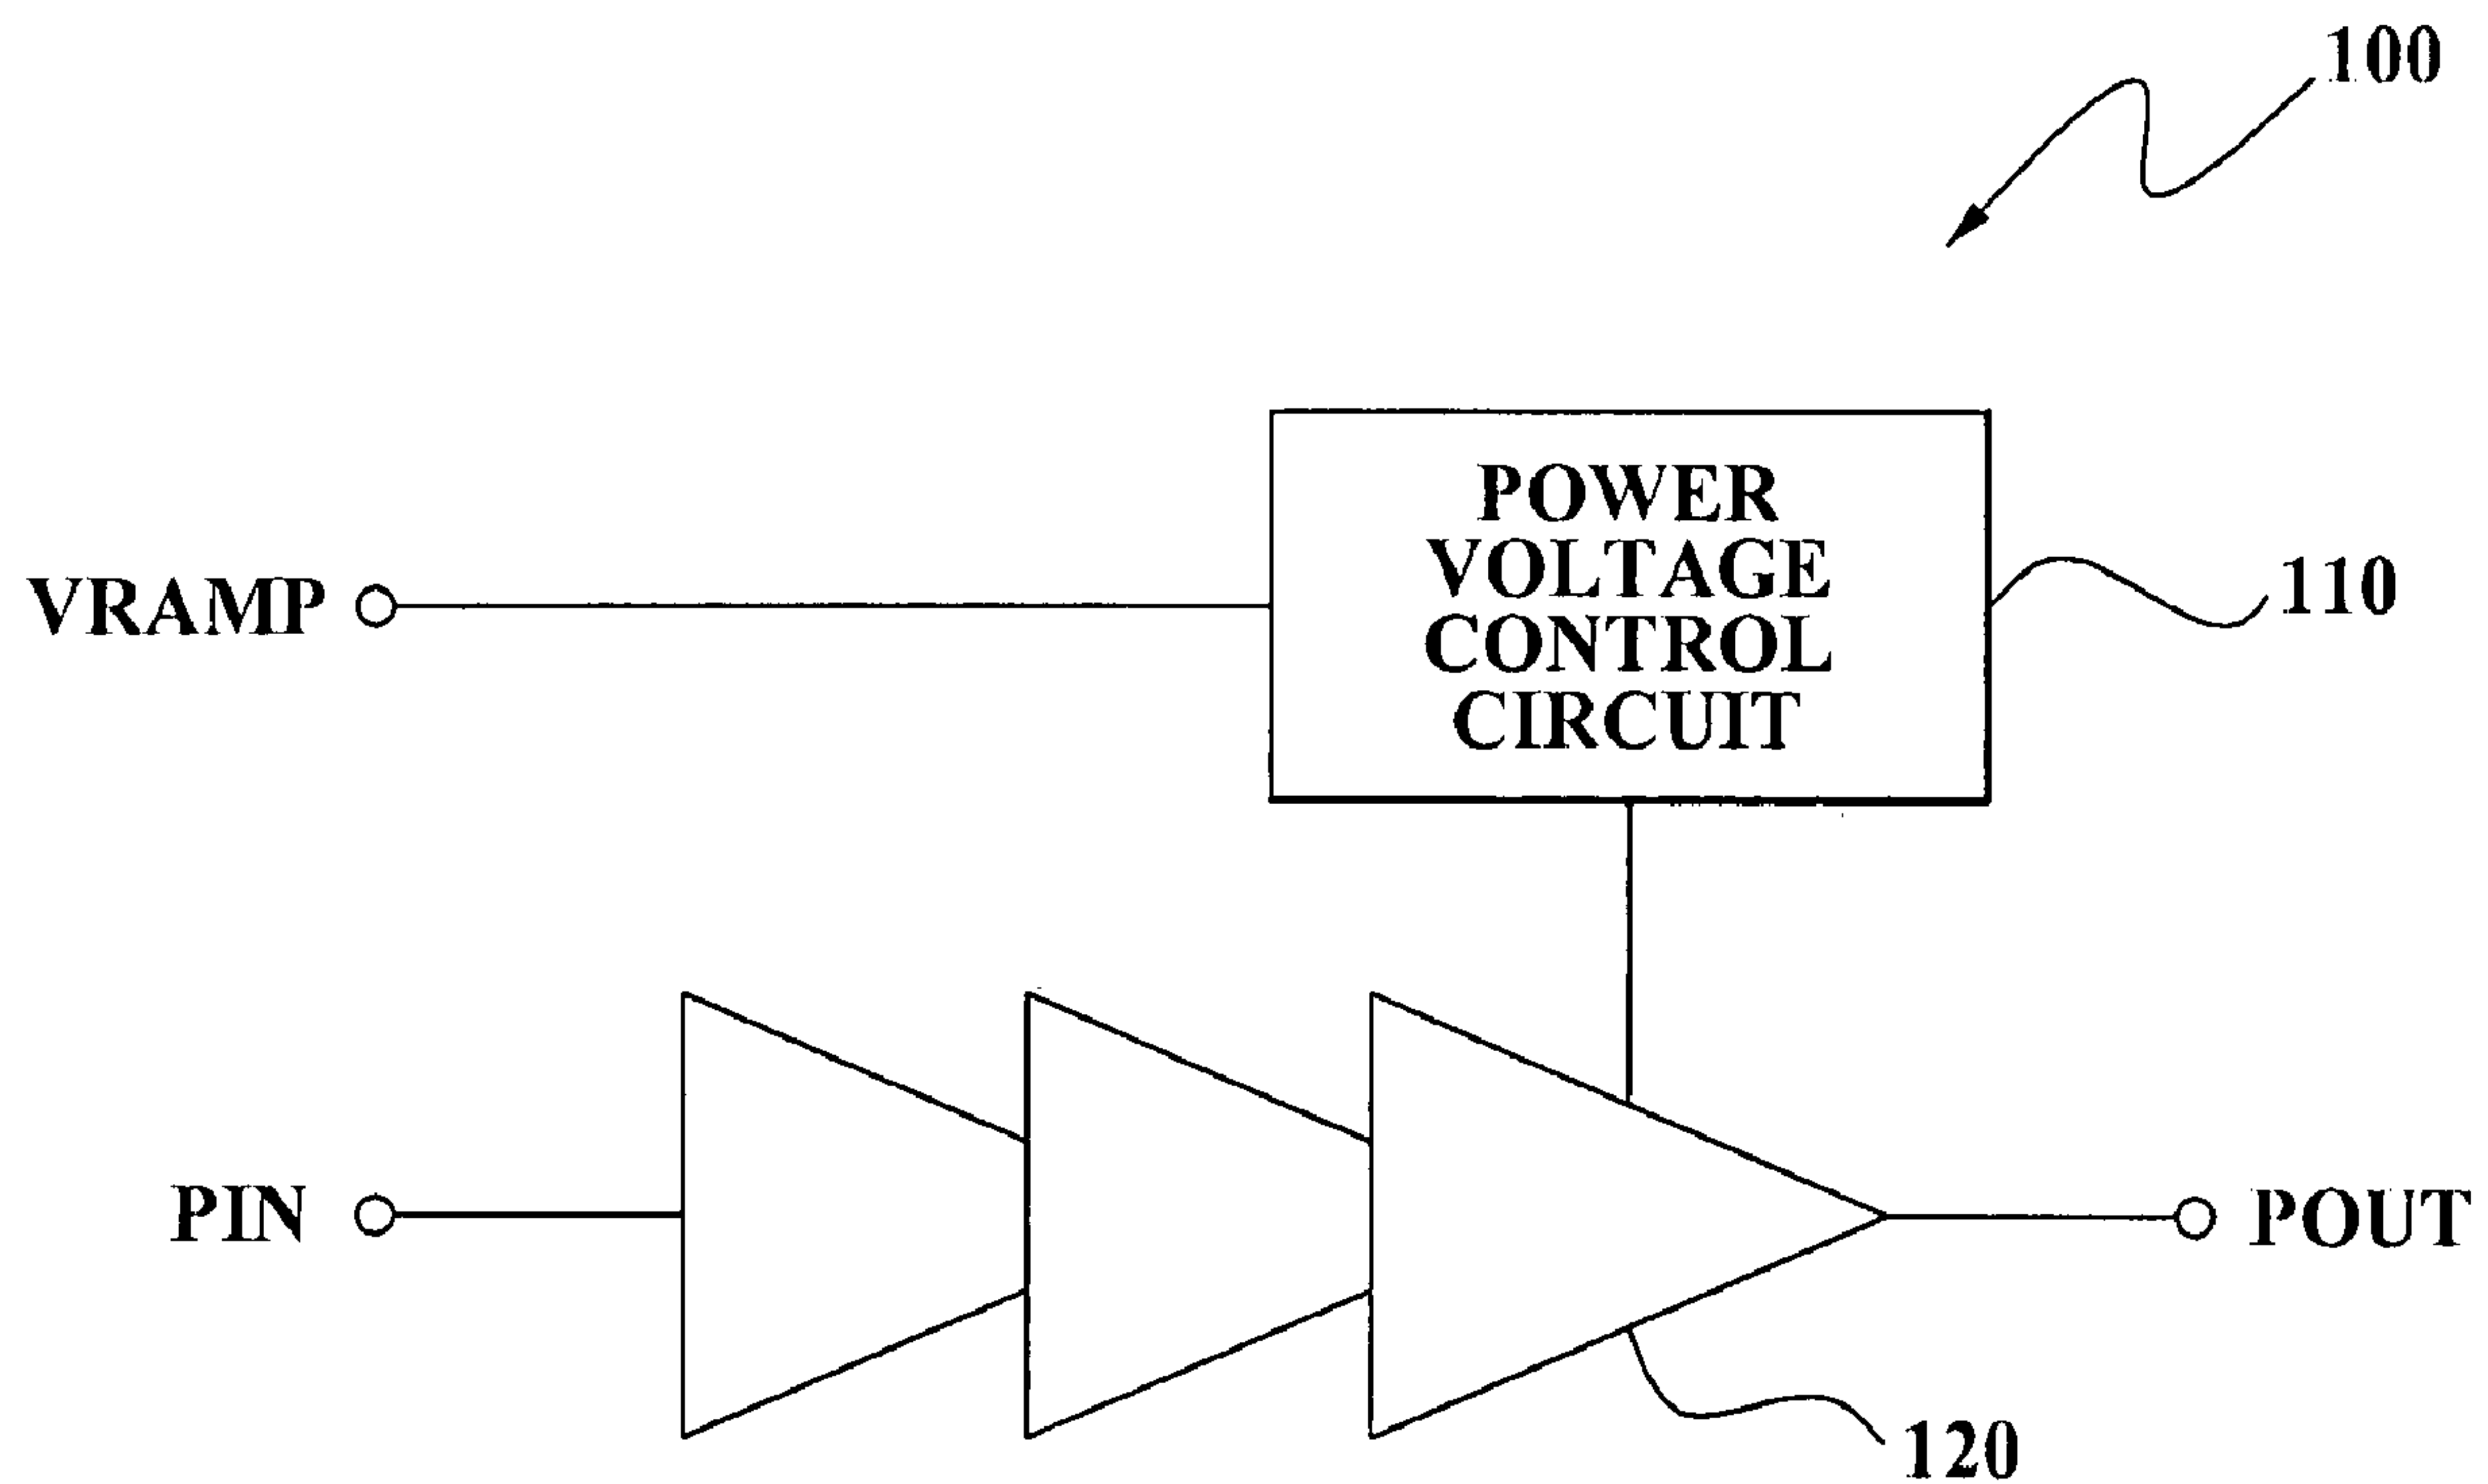 100
POWER
VOLTAGE
CONTROL
CIRCUIT
VRAMP
110
PIN
POUT
120